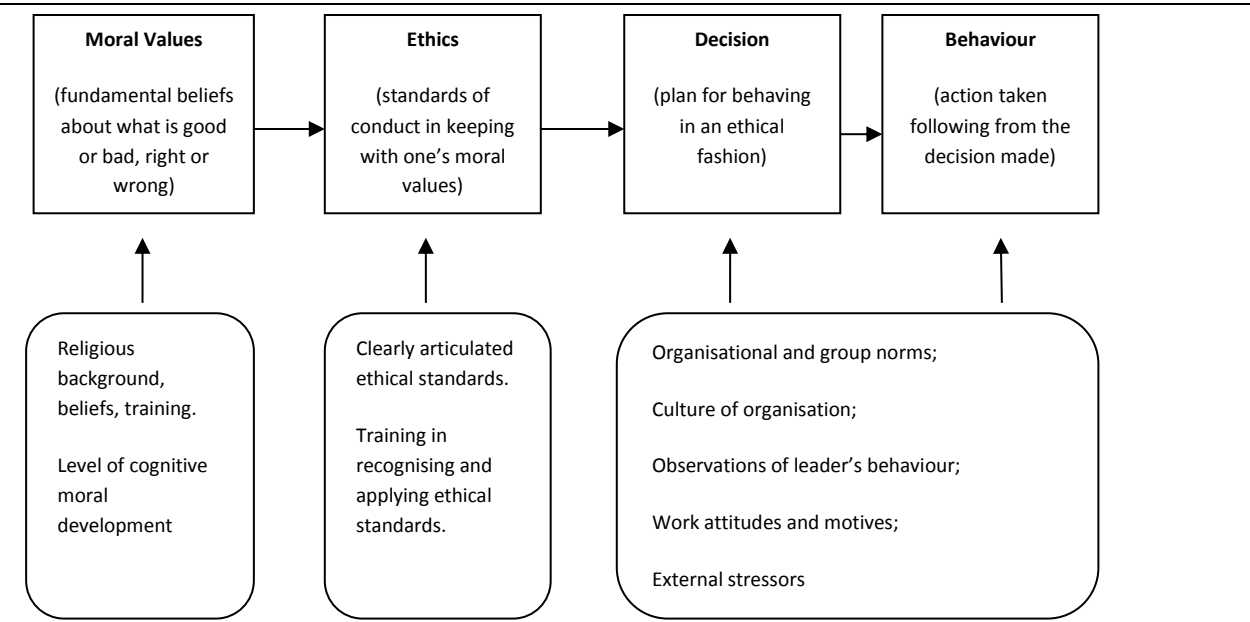 Moral Values
(fundamental beliefs
about what is good
or bad, right or
wrong)
Ethics
(standards of
conduct in keeping
with one’s moral
values)
Decision
(plan for behaving
in an ethical
fashion)
Behaviour
(action taken
following from the
decision made)
Religious
background,
beliefs, training.
Level of cognitive
moral
development
Clearly articulated
ethical standards.
Training in
recognising and
applying ethical
standards.
Organisational and group norms;
Culture of organisation;
Observations of leader’s behaviour;
Work attitudes and motives;
External stressors